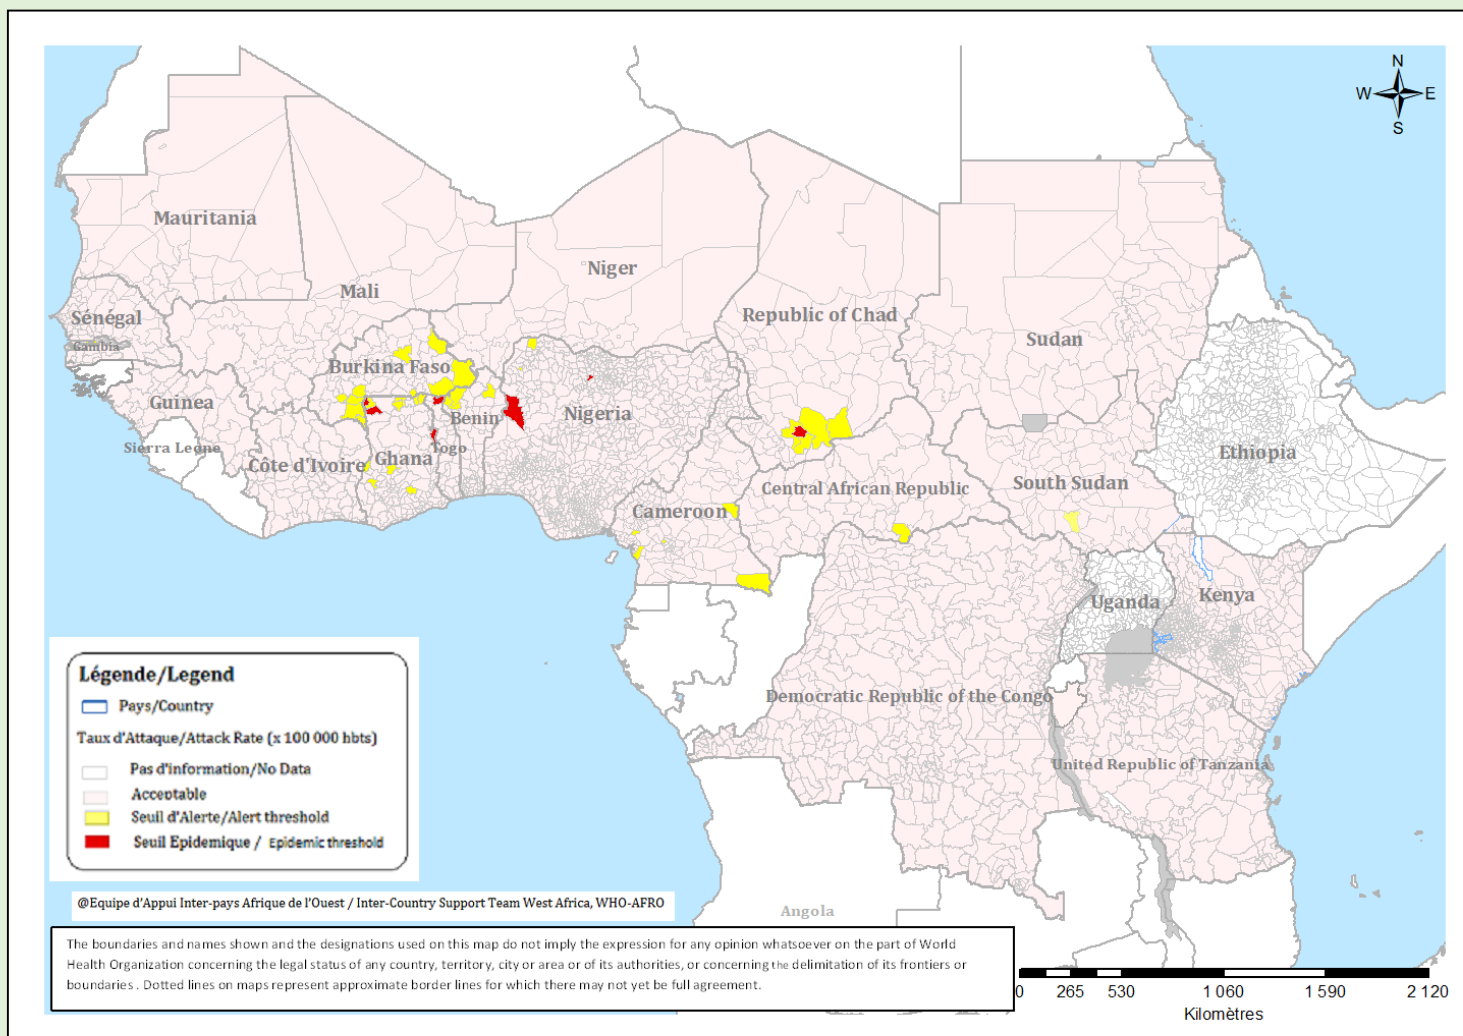 N
W E
S
Mauritania
Mali
Niger
Republic of Chad
Sudan
Sénégal
Gambia
Burkina Faso
Guinea
Benin
Nigeria
Sierra Leone
Côte d'Ivoire
Ghana
Togo
Ethiopia
Cameroon
Central African Republic
South Sudan
Uganda
Kenya
Democratic Republic of the Congo
United Republic of Tanzania
Angola
Légende/Legend
Pays/Country
Taux d'Attaque/Attack Rate (x 100 000 hbts)
Pas d'information/No Data
Acceptable
Seuil d'Alerte/Alert threshold
Seuil Epidemique / Epidemic threshold
@Equipe d'Appui Inter-pays Afrique de l'Ouest / Inter-Country Support Team West Africa, WHO-AFRO
The boundaries and names shown and the designations used on this map do not imply the expression for any opinion whatsoever on the part of World
Health Organization concerning the legal status of any country, territory, city or area or of its authorities, or concerning the delimitation of its frontiers or
boundaries . Dotted lines on maps represent approximate border lines for which there may not yet be full agreement.
0 265 530 1 060 1 590 2 120
Kilomètres